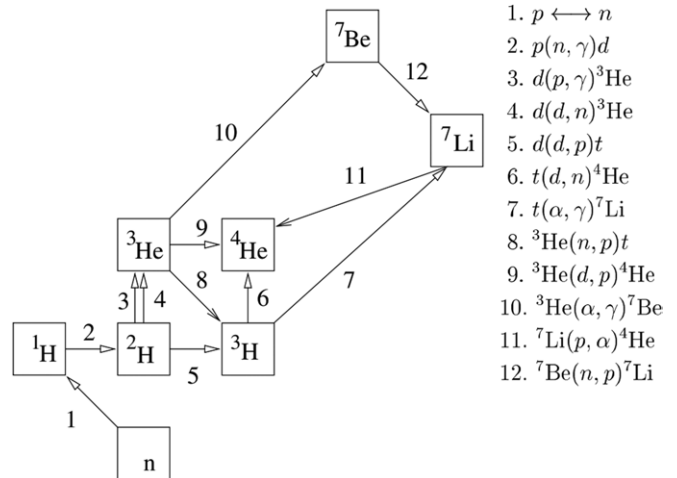 ⁷Be
12
10
⁷Li
11
³He
9
⁴He
8
7
3
4
6
¹H
2
²H
5
³H
1
n
1. p ⟷ n
2. p(n, γ)d
3. d(p, γ)³He
4. d(d, n)³He
5. d(d, p)t
6. t(d, n)⁴He
7. t(α, γ)⁷Li
8. ³He(n, p)t
9. ³He(d, p)⁴He
10. ³He(α, γ)⁷Be
11. ⁷Li(p, α)⁴He
12. ⁷Be(n, p)⁷Li